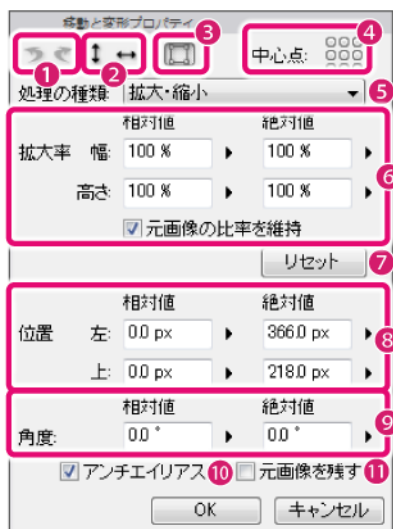 移動と変形プロパティ
3
4
中心点:
1
2
処理の種類: 拡大・縮小 5
相対値 絶対値
拡大率 幅: 100 % 100 %
6
高さ: 100 % 100 %
元画像の比率を維持
リセット 7
相対値 絶対値
位置 左: 0.0 px 366.0 px
8
上: 0.0 px 218.0 px
相対値 絶対値
9
角度: 0.0 ° 0.0 °
アンチエイリアス 10 元画像を残す 11
OK キャンセル